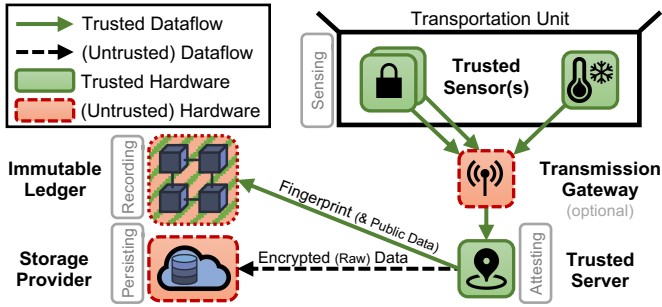 Trusted Dataflow
(Untrusted) Dataflow
Trusted Hardware
(Untrusted) Hardware
Transportation Unit
Sensing
Trusted
Sensor(s)
Immutable
Ledger
Recording
Transmission
Gateway
(optional)
Fingerprint (& Public Data)
Storage
Provider
Persisting
Encrypted (Raw) Data
Attesting
Trusted
Server